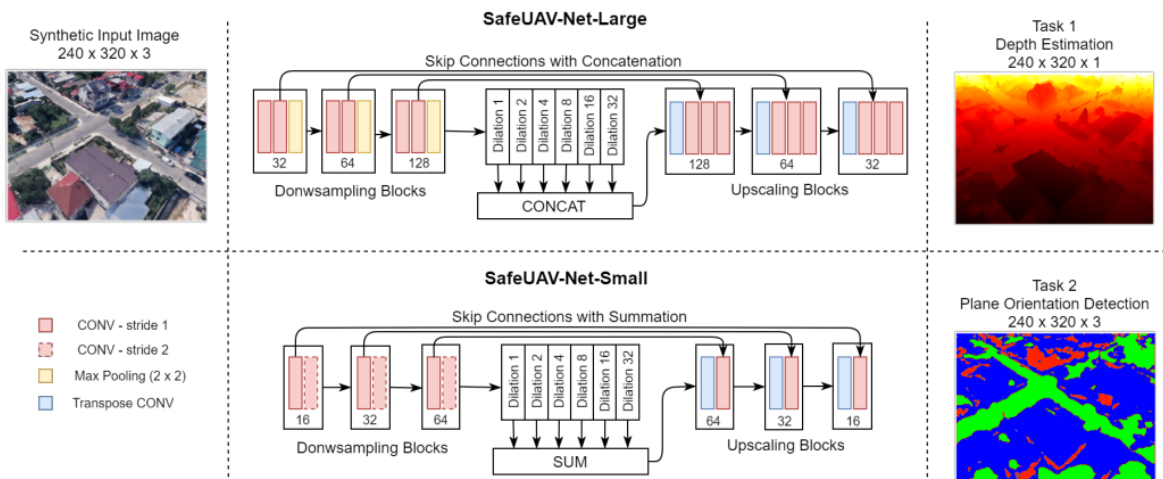 SafeUAV-Net-Large
Synthetic Input Image
240 x 320 x 3
Skip Connections with Concatenation
32
64
128
Donwsampling Blocks
Dilation 1
Dilation 2
Dilation 4
Dilation 8
Dilation 16
Dilation 32
CONCAT
128
64
32
Upscaling Blocks
Task 1
Depth Estimation
240 x 320 x 1
SafeUAV-Net-Small
CONV - stride 1
CONV - stride 2
Max Pooling (2 x 2)
Transpose CONV
Skip Connections with Summation
16
32
64
Donwsampling Blocks
Dilation 1
Dilation 2
Dilation 4
Dilation 8
Dilation 16
Dilation 32
SUM
64
32
16
Upscaling Blocks
Task 2
Plane Orientation Detection
240 x 320 x 3